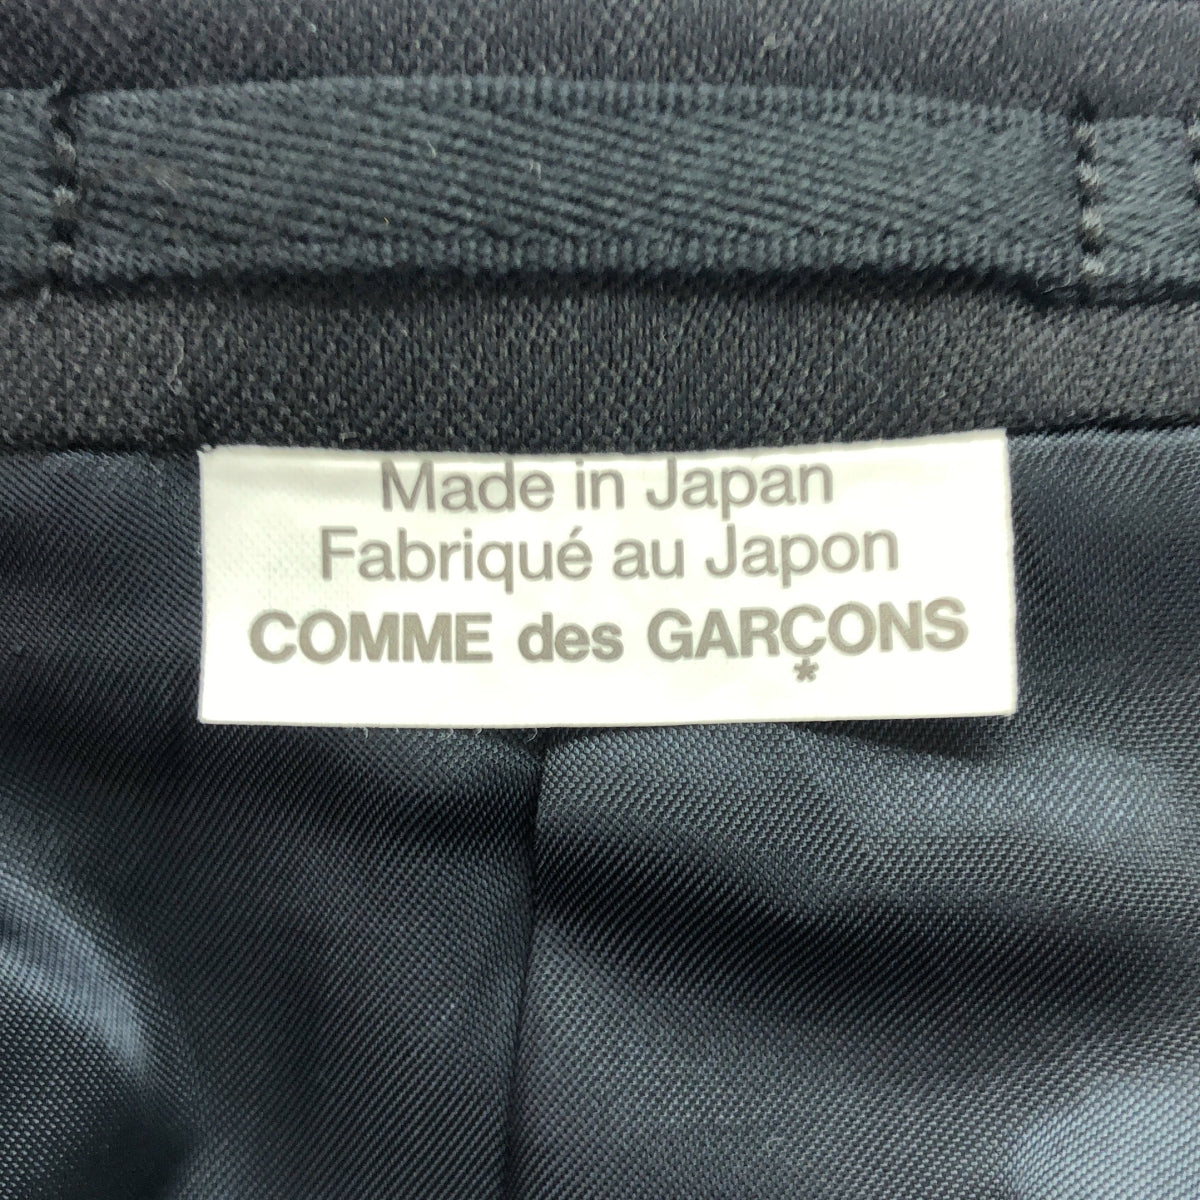 Made in Japan
Fabriqué au Japon
COMME des GARÇONS
*